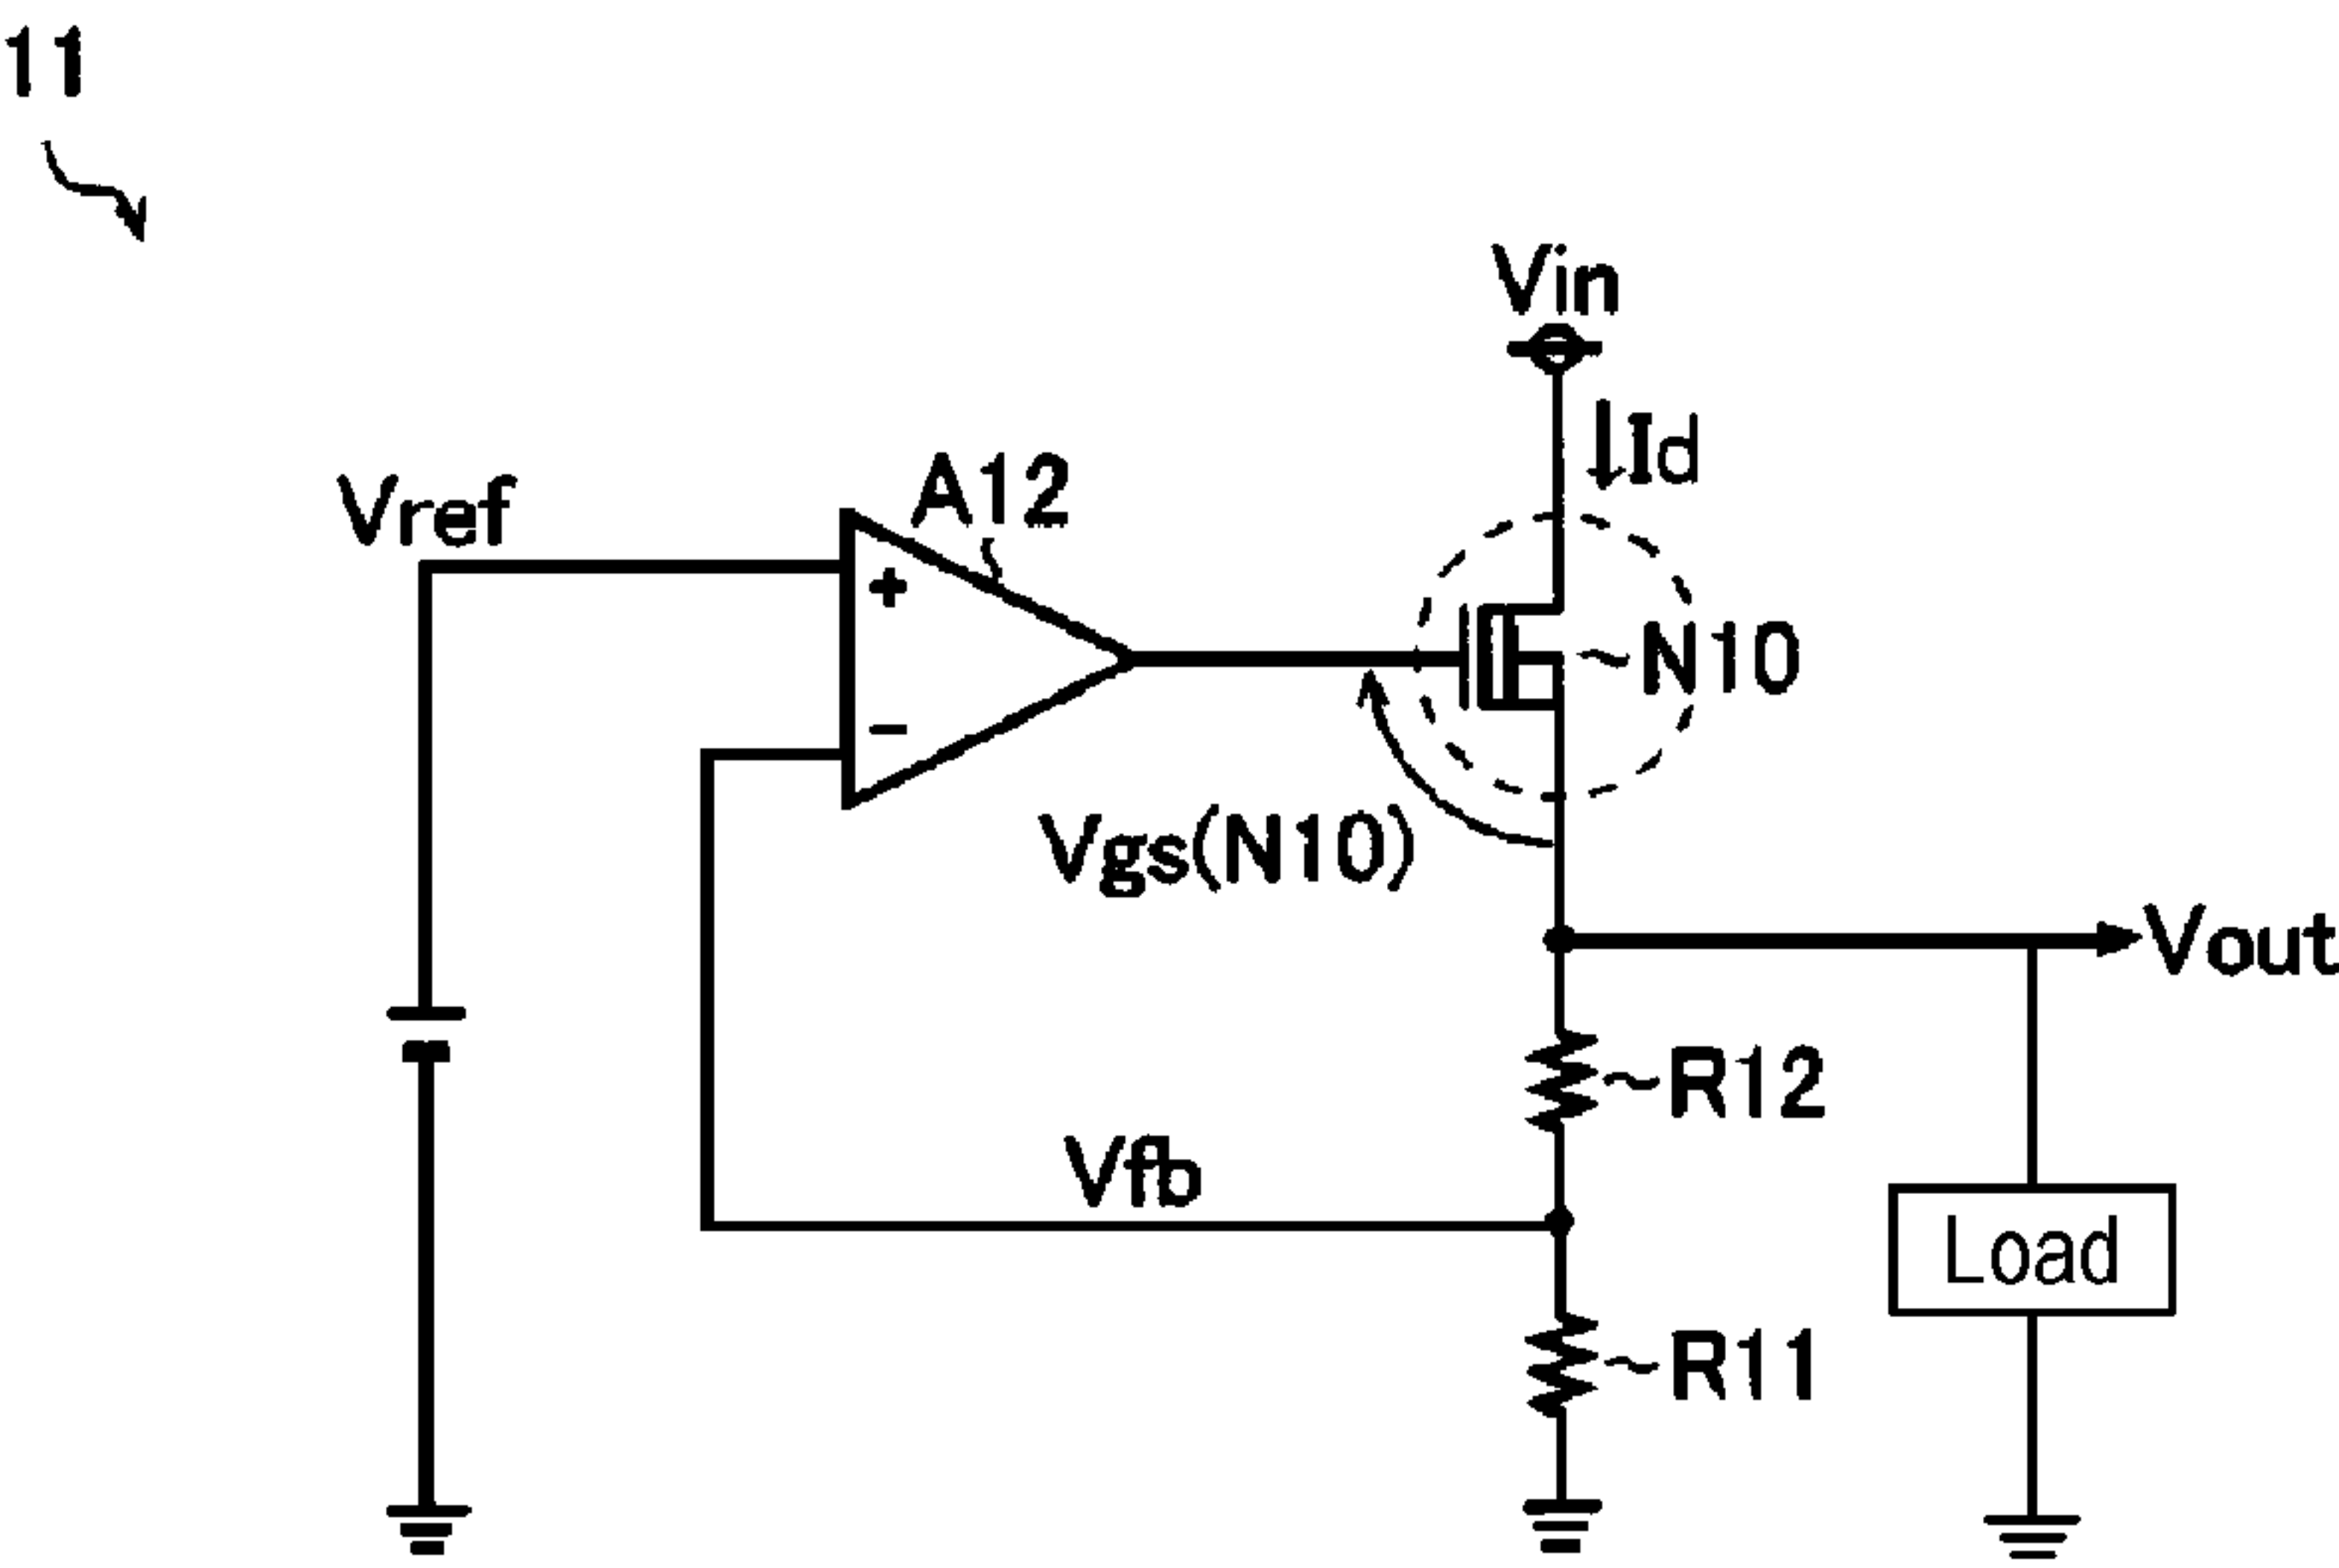 11
Vin
Id
Vref
A12
+
~N10
-
Vgs(N10)
Vout
~R12
Vfb
Load
~R11